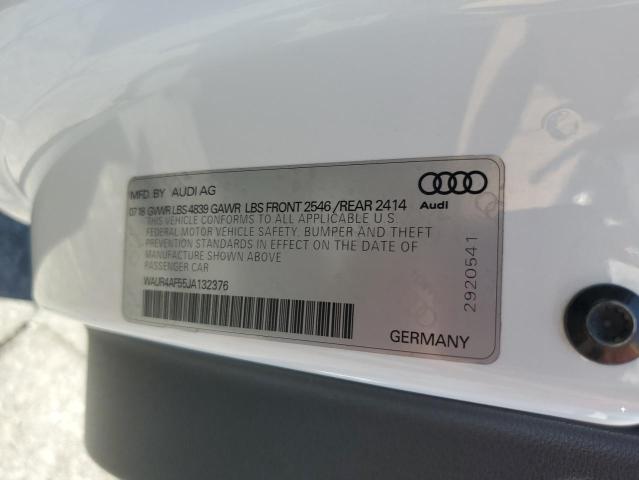 MFD. BY AUDI AG
07 18 GVWR LBS 4839 GAWR LBS FRONT 2546 /REAR 2414
THIS VEHICLE CONFORMS TO ALL APPLICABLE U.S.
FEDERAL MOTOR VEHICLE SAFETY, BUMPER AND THEFT
PREVENTION STANDARDS IN EFFECT ON THE DATE OF
MANUFACTURE SHOWN ABOVE
PASSENGER CAR
WAUR4AF55JA132376
Audi
2920541
GERMANY